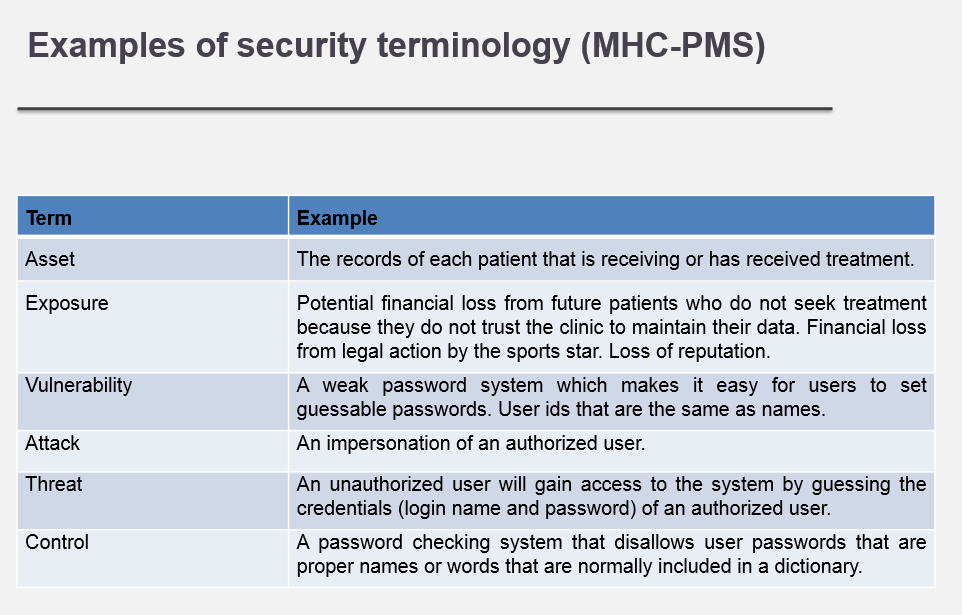 Examples of security terminology (MHC-PMS)
Term
Example
Asset
The records of each patient that is receiving or has received treatment.
Exposure
Potential financial loss from future patients who do not seek treatment
because they do not trust the clinic to maintain their data. Financial loss
from legal action by the sports star. Loss of reputation.
Vulnerability
A weak password system which makes it easy for users to set
guessable passwords. User ids that are the same as names.
Attack
An impersonation of an authorized user.
Threat
An unauthorized user will gain access to the system by guessing the
credentials (login name and password) of an authorized user.
Control
A password checking system that disallows user passwords that are
proper names or words that are normally included in a dictionary.